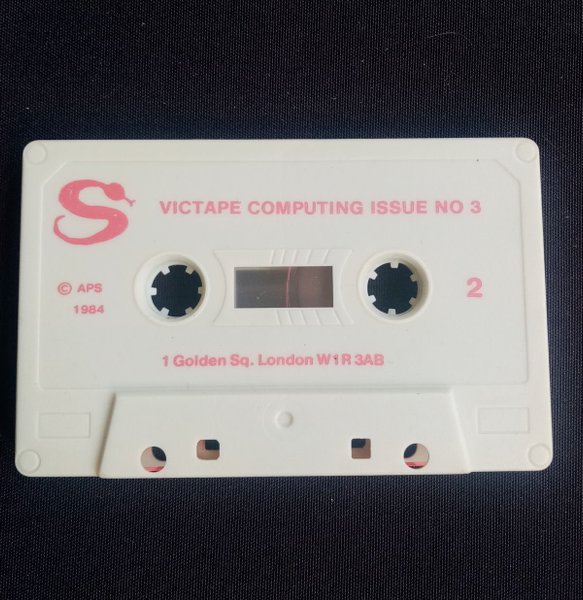 VICTAPE COMPUTING ISSUE NO 3
© APS
1984
2
1 Golden Sq. London W1R 3AB